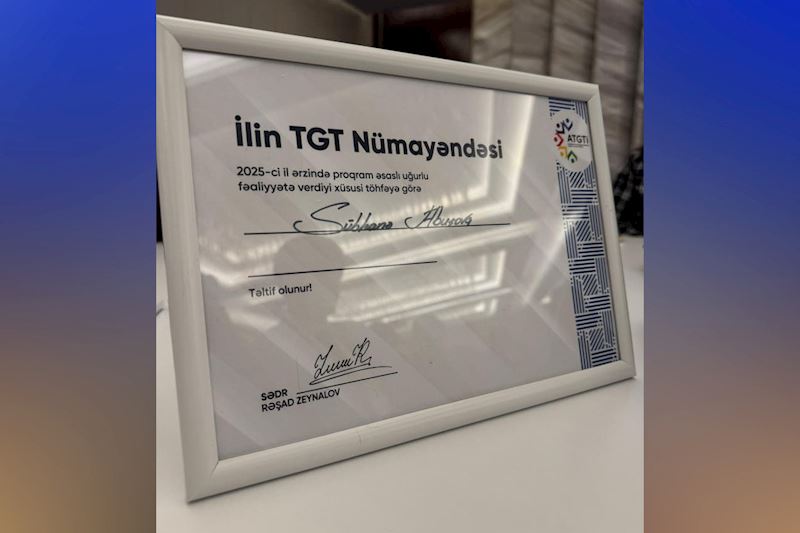 İlin TGT Nümayəndəsi
ATGTİ
2025-ci il ərzində proqram əsaslı uğurlu
fəaliyyətə verdiyi xüsusi töhfəyə görə
Təltif olunur!
SƏDR
RƏŞAD ZEYNALOV